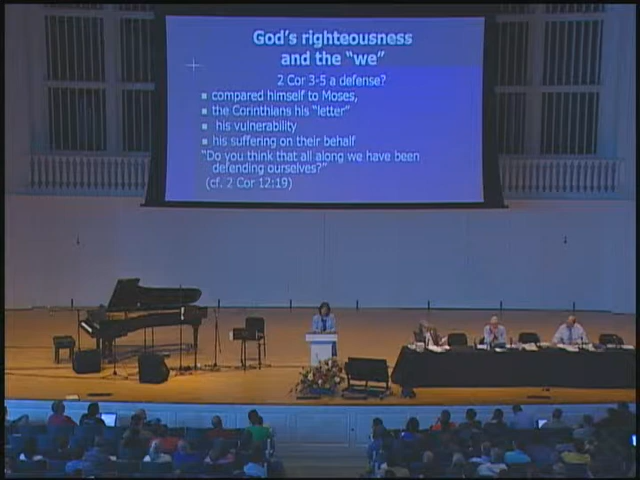 God's righteousness
and the "we"
2 Cor 3-5 a defense?
■ compared himself to Moses,
■ the Corinthians his "letter"
■ his vulnerability
■ his suffering on their behalf
"Do you think that all along we have been
defending ourselves?"
(cf. 2 Cor 12:19)